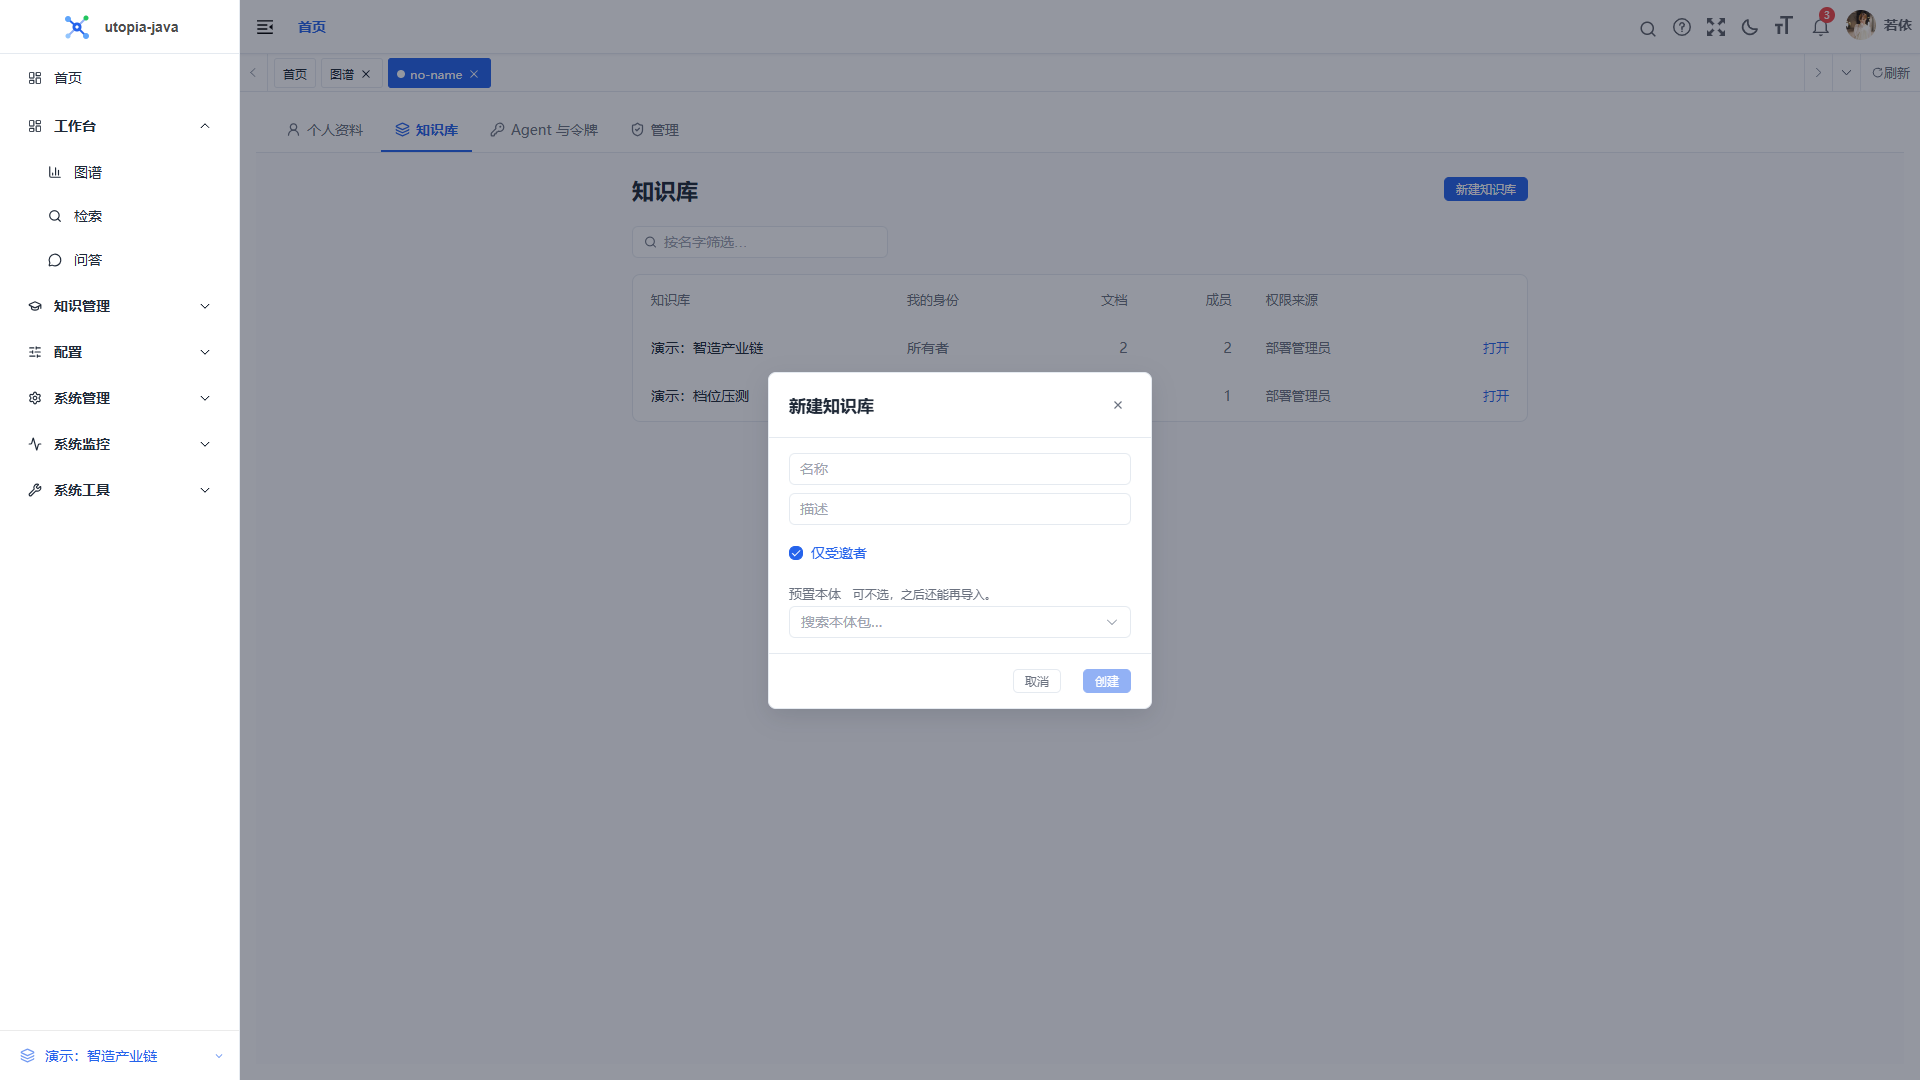 utopia-java
首页
若依
3
首页
工作台
图谱
检索
问答
知识管理
配置
系统管理
系统监控
系统工具
演示：智造产业链
首页
图谱
no-name
刷新
个人资料
知识库
Agent 与令牌
管理
知识库
新建知识库
按名字筛选...
知识库 我的身份 文档 成员 权限来源
演示：智造产业链 所有者 2 2 部署管理员 打开
演示：档位压测 1 部署管理员 打开
新建知识库
名称
描述
仅受邀者
预置本体 可不选，之后还能再导入。
搜索本体包...
取消
创建